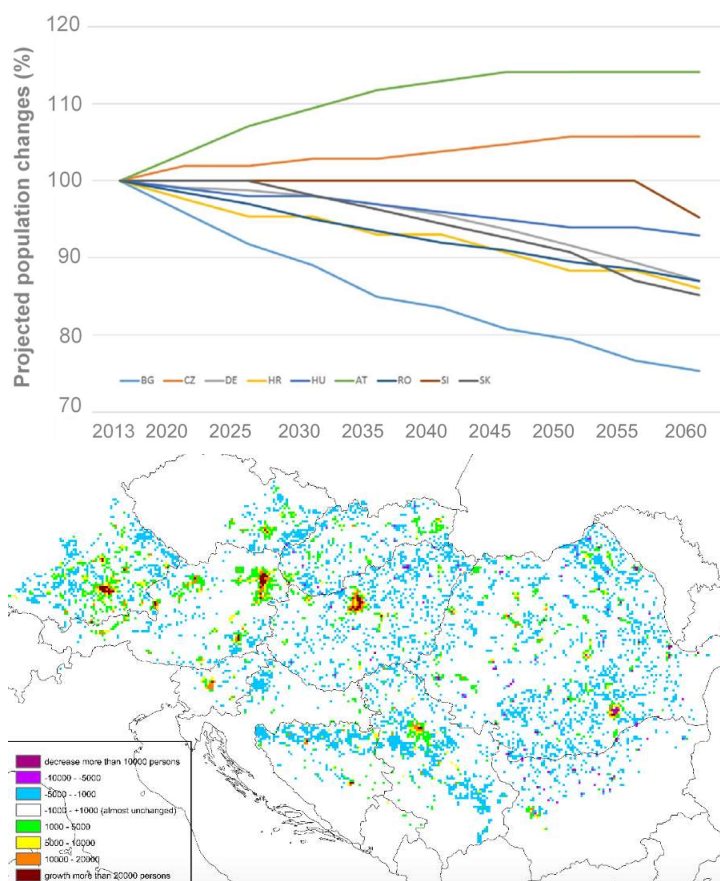 120
Projected population changes (%)
110
100
90
80
70
BG CZ DE HR HU AT RO SI SK
2013 2020 2025 2030 2035 2040 2045 2050 2055 2060
decrease more than 10000 persons
-10000 - -5000
-5000 - -1000
-1000 - +1000 (almost unchanged)
1000 - 5000
5000 - 10000
10000 - 20000
growth more than 20000 persons